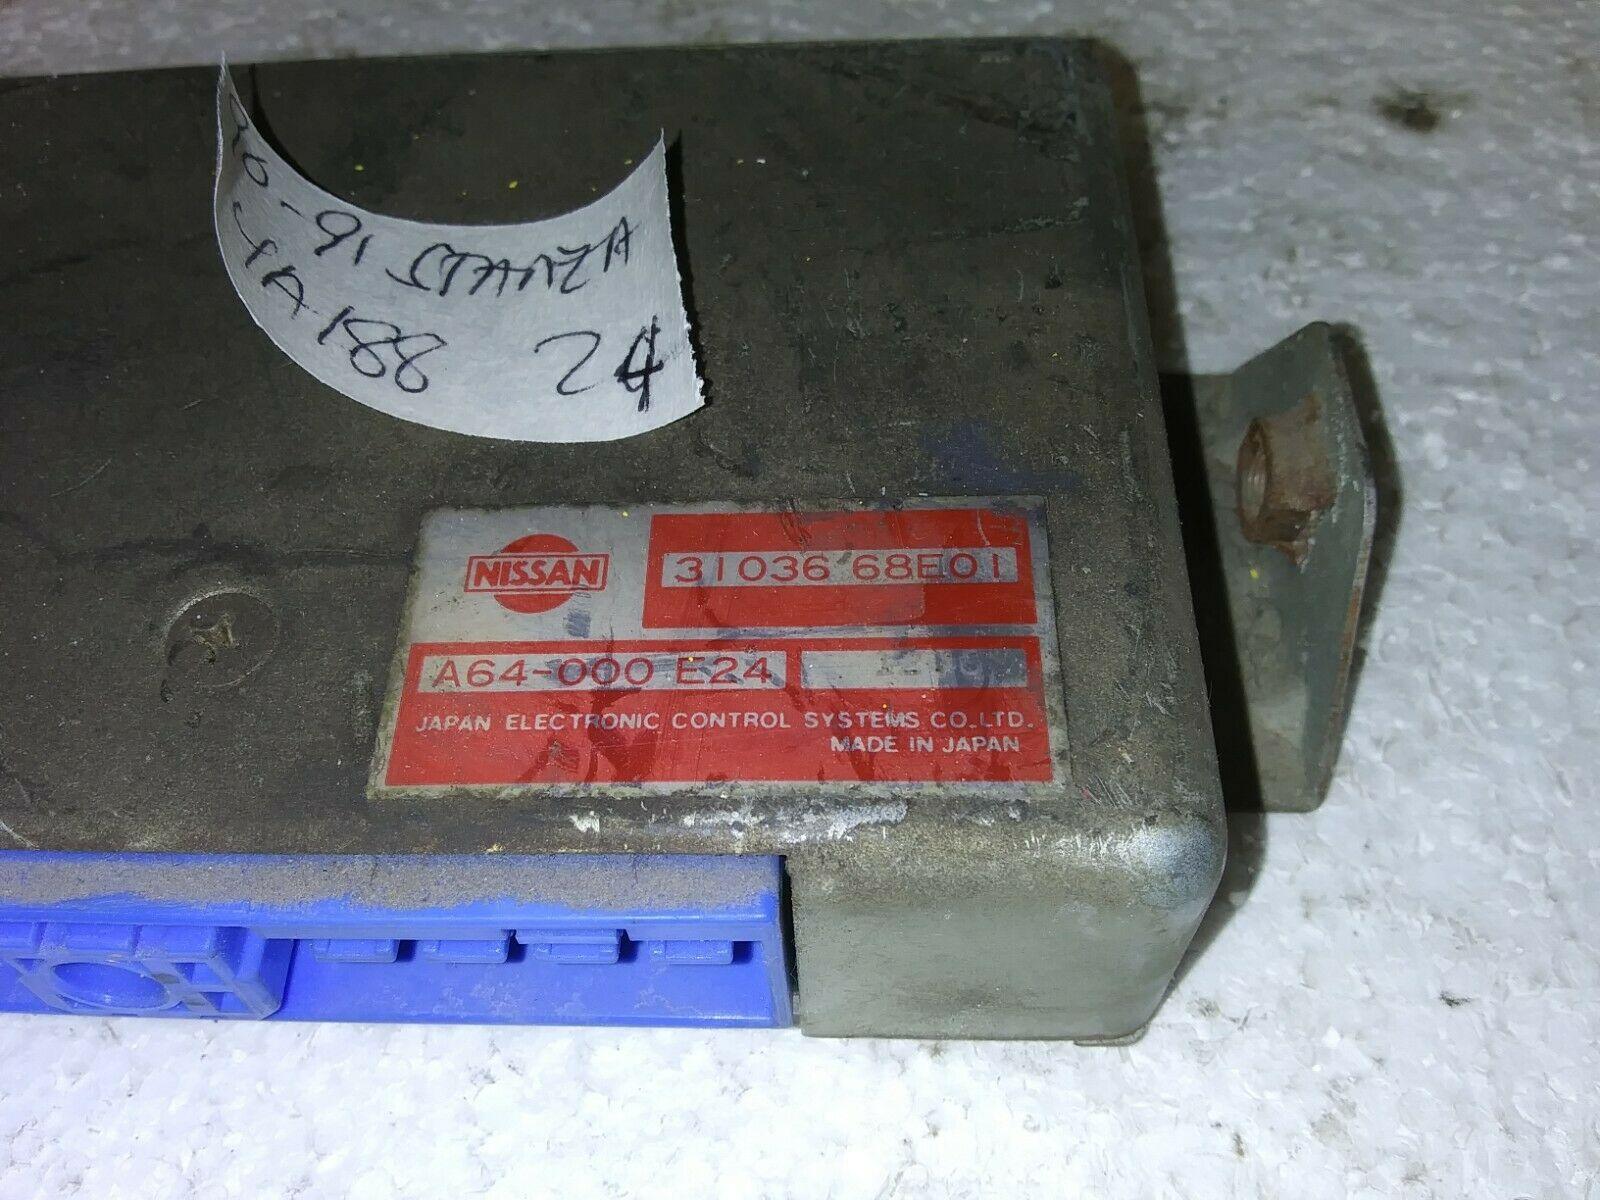 90-91 STANZA
YA188 24
NISSAN
31036 68E01
A64-000 E24
JAPAN ELECTRONIC CONTROL SYSTEMS CO.LTD.
MADE IN JAPAN